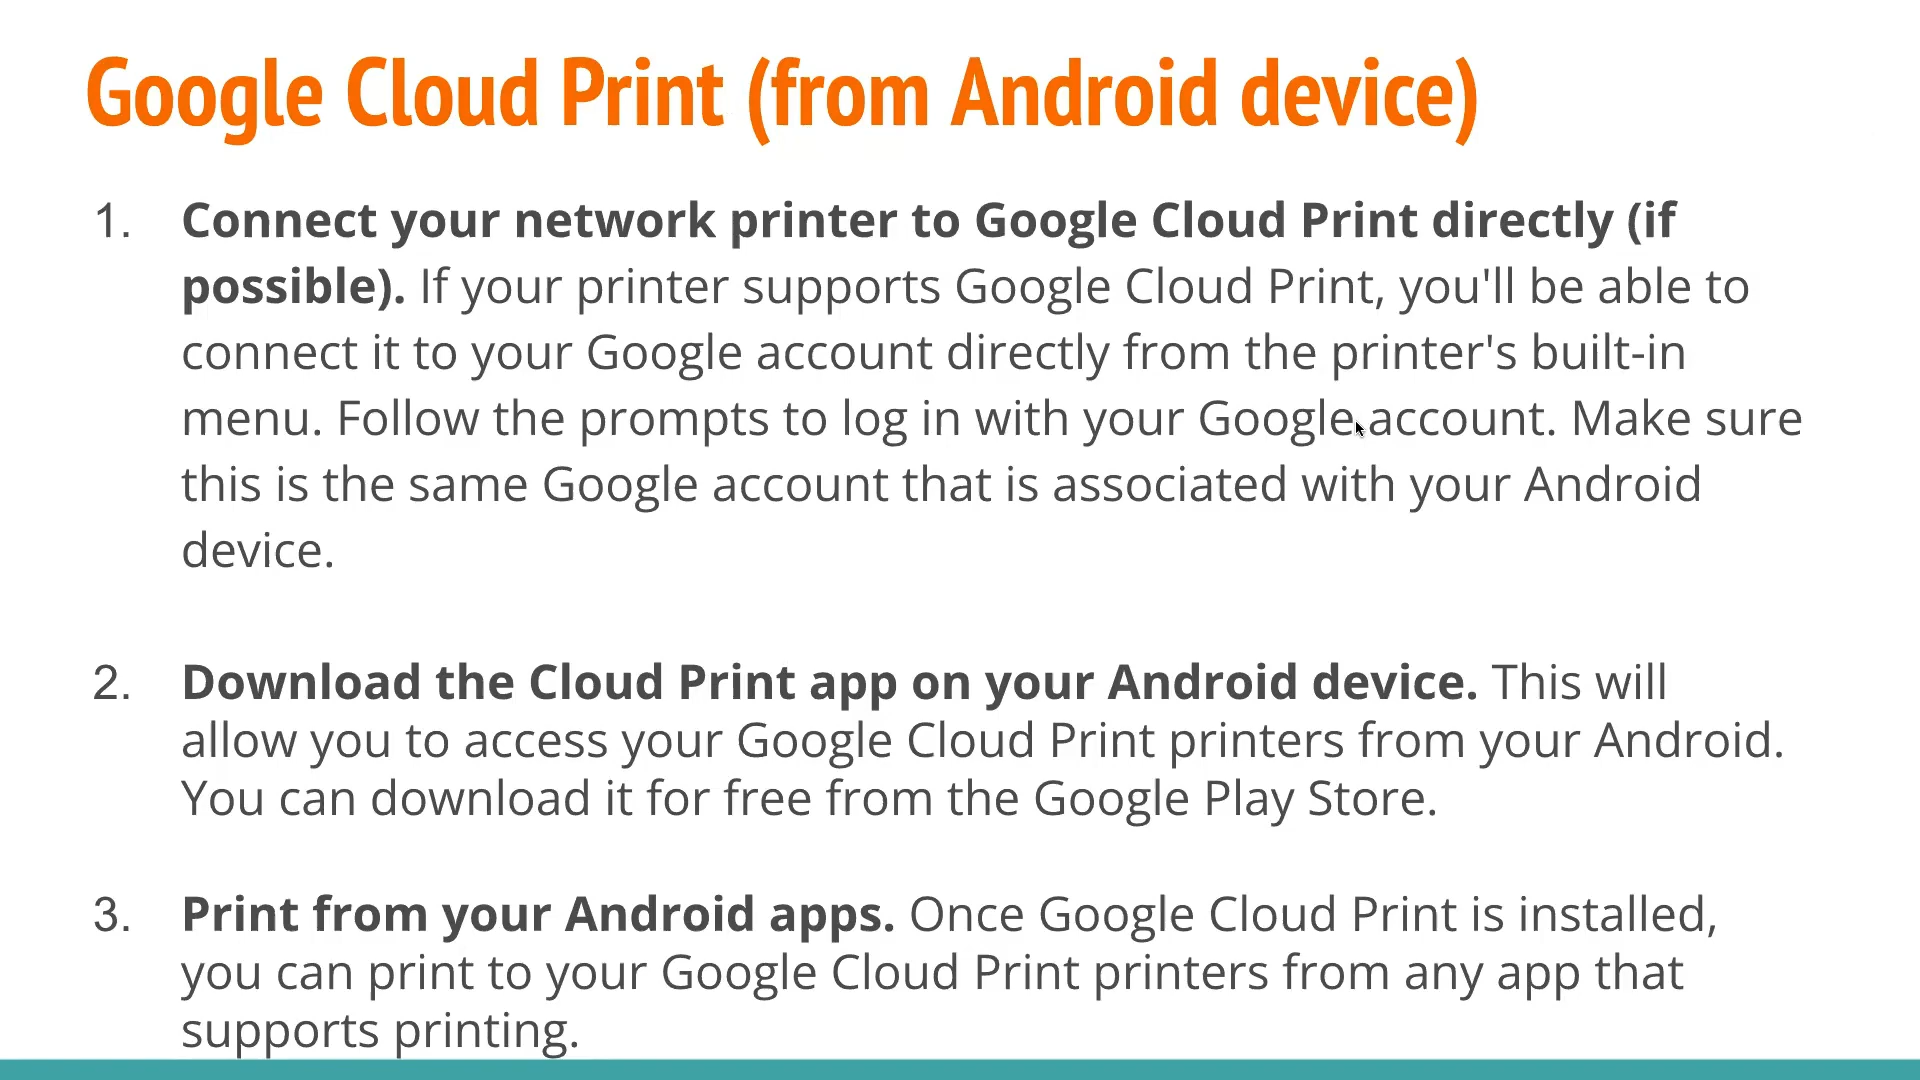 Google Cloud Print (from Android device)
1. Connect your network printer to Google Cloud Print directly (if
possible). If your printer supports Google Cloud Print, you'll be able to
connect it to your Google account directly from the printer's built-in
menu. Follow the prompts to log in with your Google account. Make sure
this is the same Google account that is associated with your Android
device.
2. Download the Cloud Print app on your Android device. This will
allow you to access your Google Cloud Print printers from your Android.
You can download it for free from the Google Play Store.
3. Print from your Android apps. Once Google Cloud Print is installed,
you can print to your Google Cloud Print printers from any app that
supports printing.